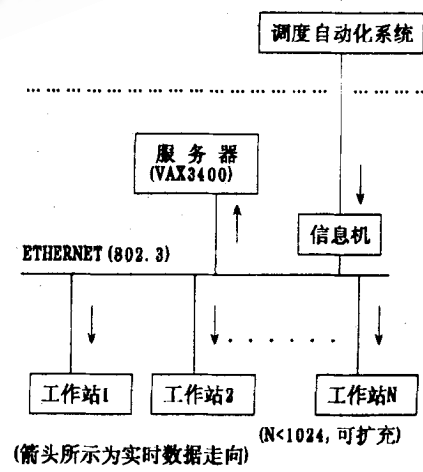 调度自动化系统
服务器
(VAX3400)
信息机
ETHERNET(802.3)
工作站1
工作站2
工作站N
(N<1024,可扩充)
(箭头所示为实时数据走向)